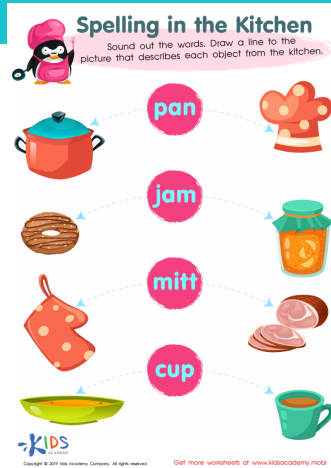 Spelling in the Kitchen
Sound out the words. Draw a line to the
picture that describes each object from the kitchen.
pan
jam
mitt
cup
KIDS
ACADEMY
Copyright © 2019 Kids Academy Company. All rights reserved
Get more worksheets at www.kidsacademy.mobi